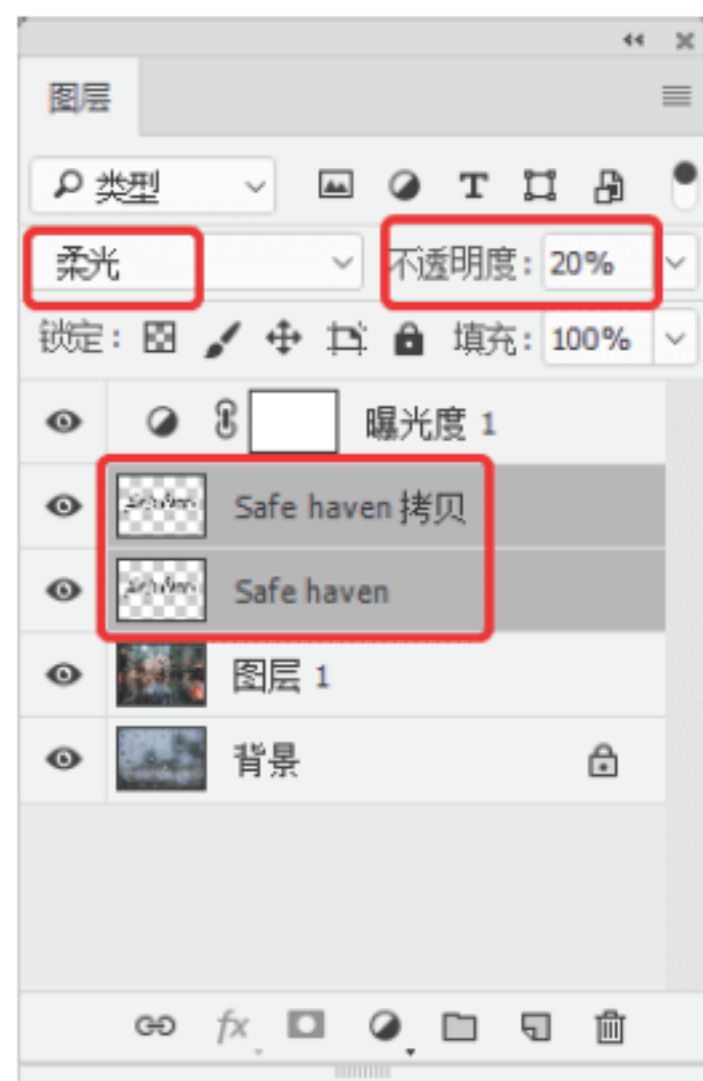 图层
类型
柔光 不透明度: 20%
锁定: 填充: 100%
曝光度 1
Safe haven 拷贝
Safe haven
图层 1
背景
fx